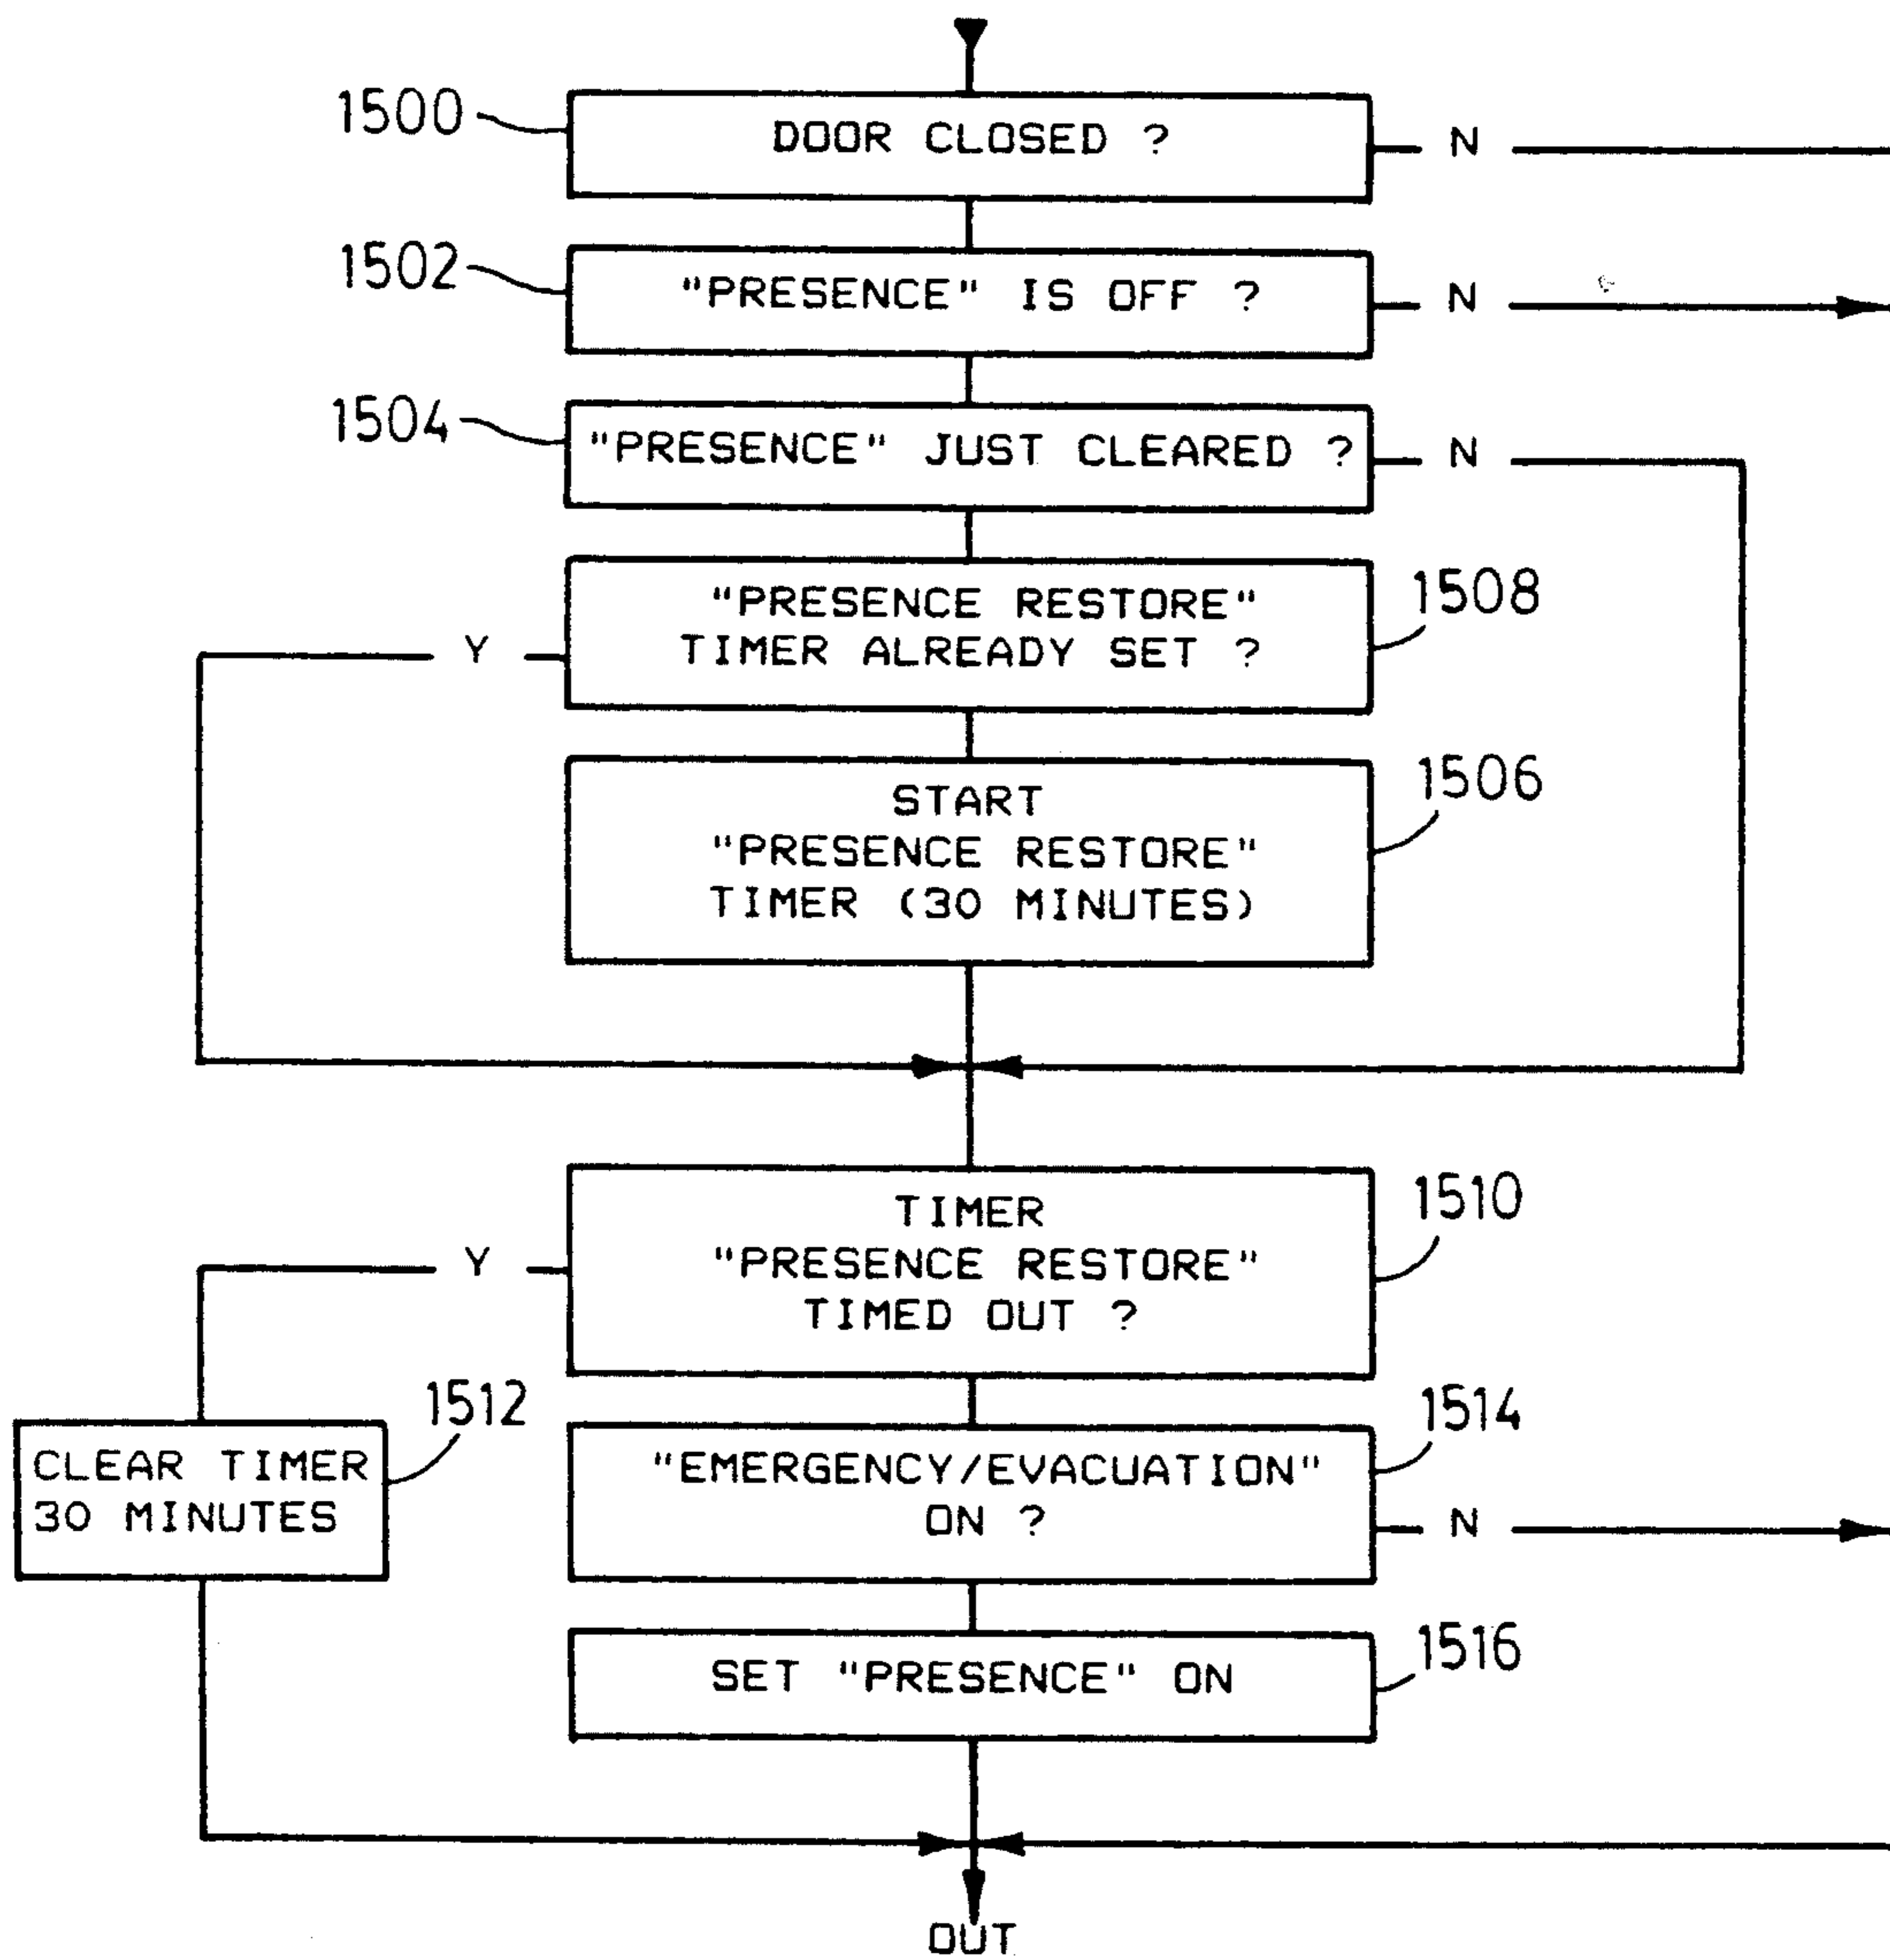 1500
DOOR CLOSED ?
N
1502
"PRESENCE" IS OFF ?
N
1504
"PRESENCE" JUST CLEARED ?
N
"PRESENCE RESTORE"
TIMER ALREADY SET ?
1508
Y
START
"PRESENCE RESTORE"
TIMER (30 MINUTES)
1506
TIMER
"PRESENCE RESTORE"
TIMED OUT ?
1510
Y
CLEAR TIMER
30 MINUTES
1512
"EMERGENCY/EVACUATION"
ON ?
1514
N
SET "PRESENCE" ON
1516
OUT